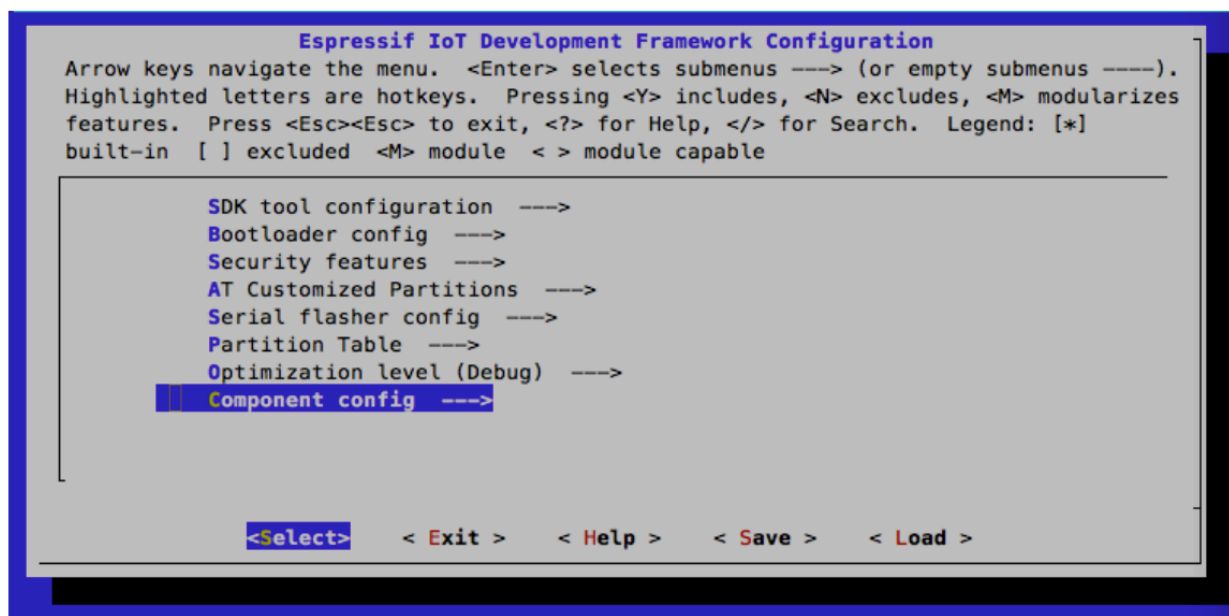 Espressif IoT Development Framework Configuration
Arrow keys navigate the menu.  <Enter> selects submenus ---> (or empty submenus ----).
Highlighted letters are hotkeys.  Pressing <Y> includes, <N> excludes, <M> modularizes
features.  Press <Esc><Esc> to exit, <?> for Help, </> for Search.  Legend: [*]
built-in  [ ] excluded  <M> module  < > module capable
SDK tool configuration  --->
Bootloader config  --->
Security features  --->
AT Customized Partitions  --->
Serial flasher config  --->
Partition Table  --->
Optimization level (Debug)  --->
Component config  --->
<Select>    < Exit >    < Help >    < Save >    < Load >